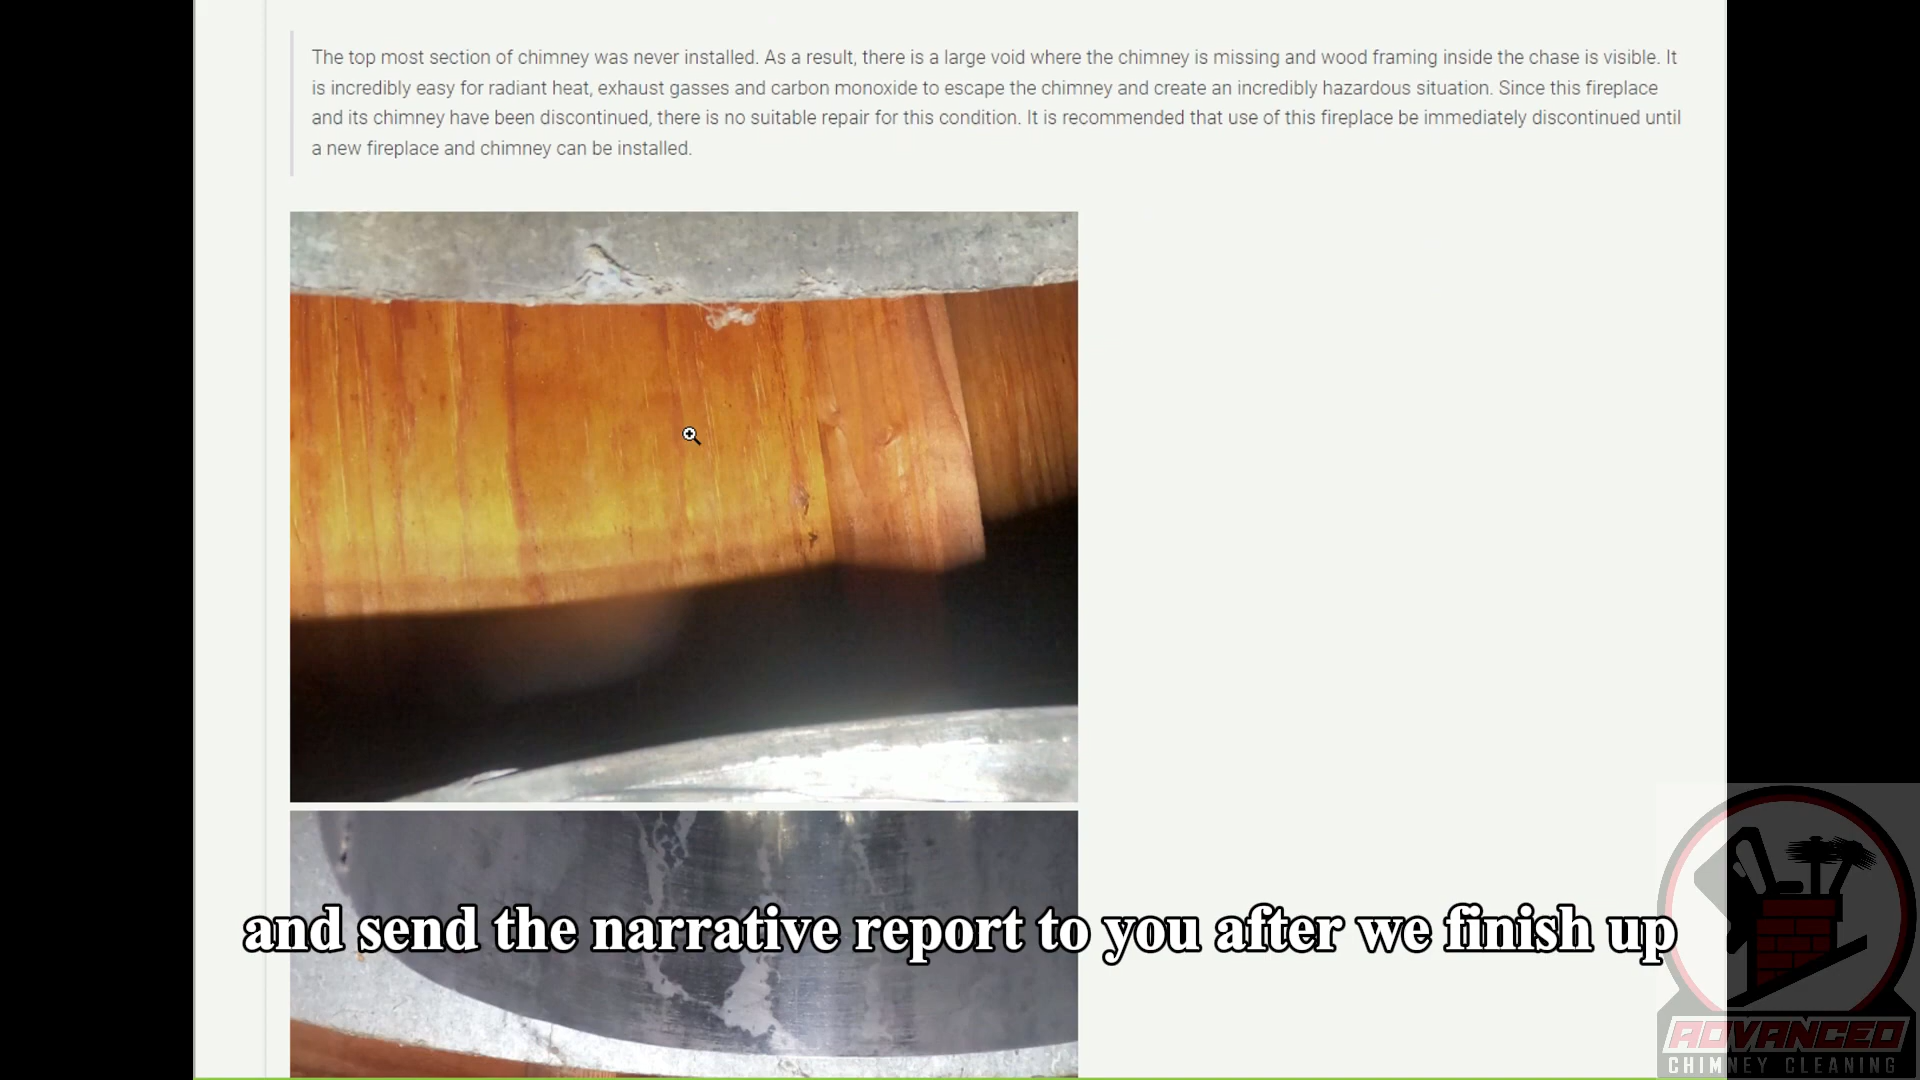 The top most section of chimney was never installed. As a result, there is a large void where the chimney is missing and wood framing inside the chase is visible. It
is incredibly easy for radiant heat, exhaust gasses and carbon monoxide to escape the chimney and create an incredibly hazardous situation. Since this fireplace
and its chimney have been discontinued, there is no suitable repair for this condition. It is recommended that use of this fireplace be immediately discontinued until
a new fireplace and chimney can be installed.
and send the narrative report to you after we finish up
ADVANCED
CHIMNEY CLEANING